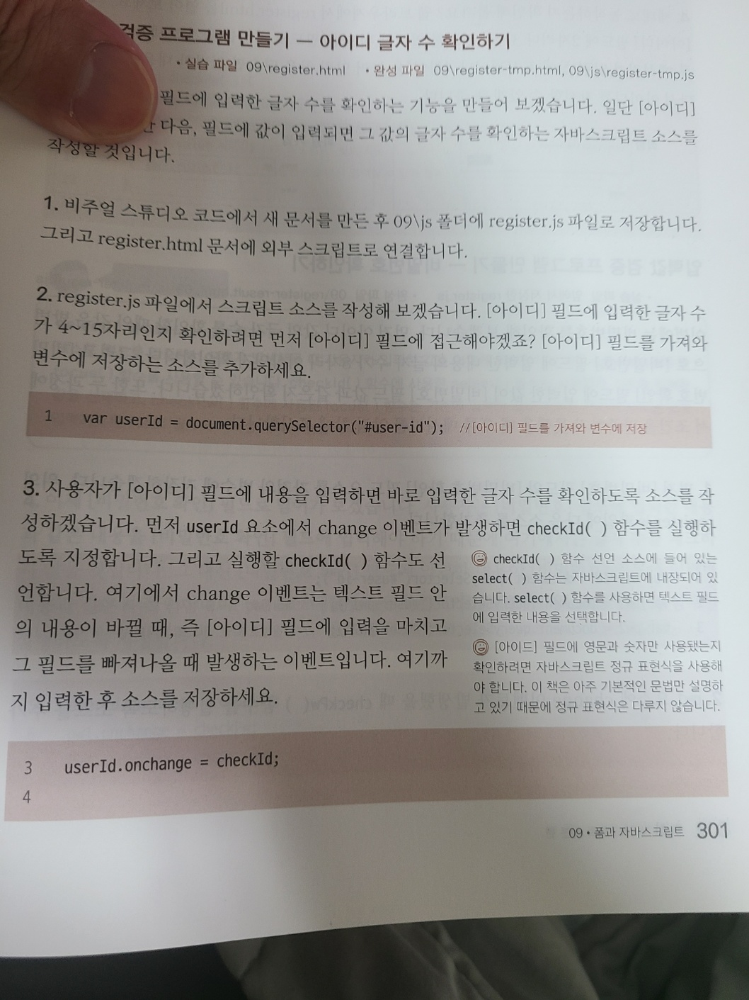 검증 프로그램 만들기 — 아이디 글자 수 확인하기
• 실습 파일 09\register.html • 완성 파일 09\register-tmp.html, 09\js\register-tmp.js
필드에 입력한 글자 수를 확인하는 기능을 만들어 보겠습니다. 일단 [아이디]
다음, 필드에 값이 입력되면 그 값의 글자 수를 확인하는 자바스크립트 소스를
작성할 것입니다.
1. 비주얼 스튜디오 코드에서 새 문서를 만든 후 09\js 폴더에 register.js 파일로 저장합니다.
그리고 register.html 문서에 외부 스크립트로 연결합니다.
2. register.js 파일에서 스크립트 소스를 작성해 보겠습니다. [아이디] 필드에 입력한 글자 수
가 4~15자리인지 확인하려면 먼저 [아이디] 필드에 접근해야겠죠? [아이디] 필드를 가져와
변수에 저장하는 소스를 추가하세요.
1 var userId = document.querySelector("#user-id"); //[아이디] 필드를 가져와 변수에 저장
3. 사용자가 [아이디] 필드에 내용을 입력하면 바로 입력한 글자 수를 확인하도록 소스를 작
성하겠습니다. 먼저 userId 요소에서 change 이벤트가 발생하면 checkId( ) 함수를 실행하
도록 지정합니다. 그리고 실행할 checkId( ) 함수도 선
언합니다. 여기에서 change 이벤트는 텍스트 필드 안
의 내용이 바뀔 때, 즉 [아이디] 필드에 입력을 마치고
그 필드를 빠져나올 때 발생하는 이벤트입니다. 여기까
지 입력한 후 소스를 저장하세요.
checkId( ) 함수 선언 소스에 들어 있는
select( ) 함수는 자바스크립트에 내장되어 있
습니다. select( ) 함수를 사용하면 텍스트 필드
에 입력한 내용을 선택합니다.
[아이드] 필드에 영문과 숫자만 사용됐는지
확인하려면 자바스크립트 정규 표현식을 사용해
야 합니다. 이 책은 아주 기본적인 문법만 설명하
고 있기 때문에 정규 표현식은 다루지 않습니다.
3 userId.onchange = checkId;
4
09 • 폼과 자바스크립트 301